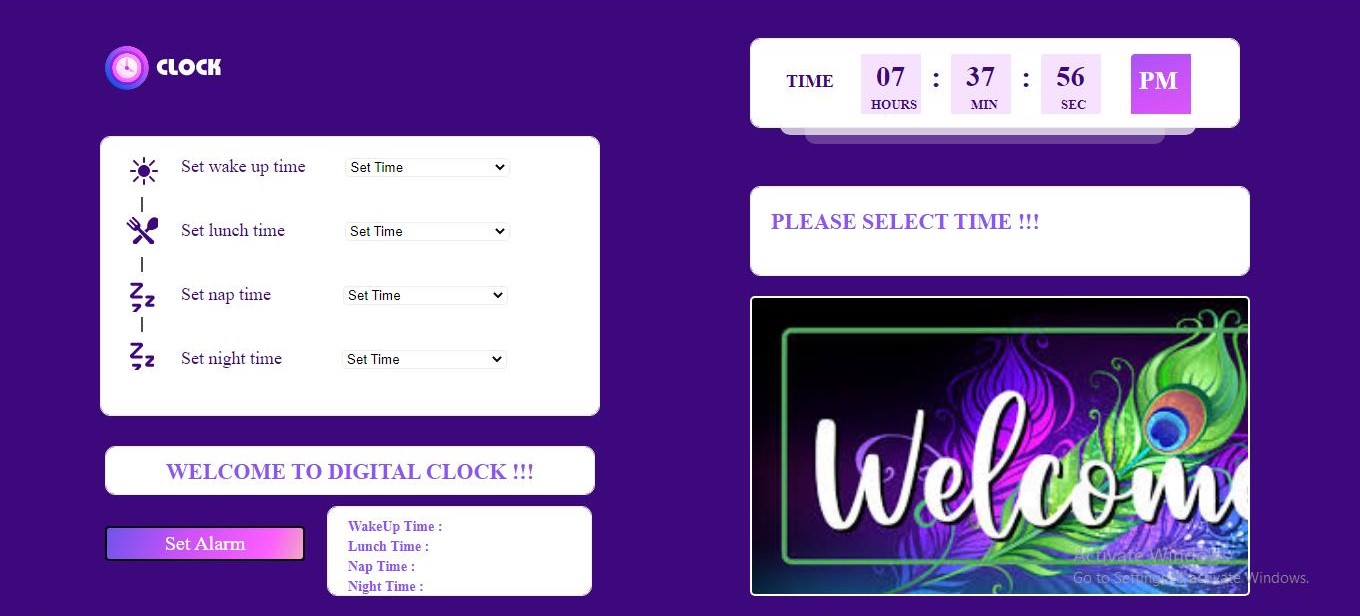 CLOCK
TIME 07 : 37 : 56 PM
HOURS MIN SEC
Set wake up time Set Time
Set lunch time Set Time
Set nap time Set Time
Set night time Set Time
PLEASE SELECT TIME !!!
WELCOME TO DIGITAL CLOCK !!!
Set Alarm
WakeUp Time :
Lunch Time :
Nap Time :
Night Time :
Welcome
Activate Windows
Go to Settings to activate Windows.